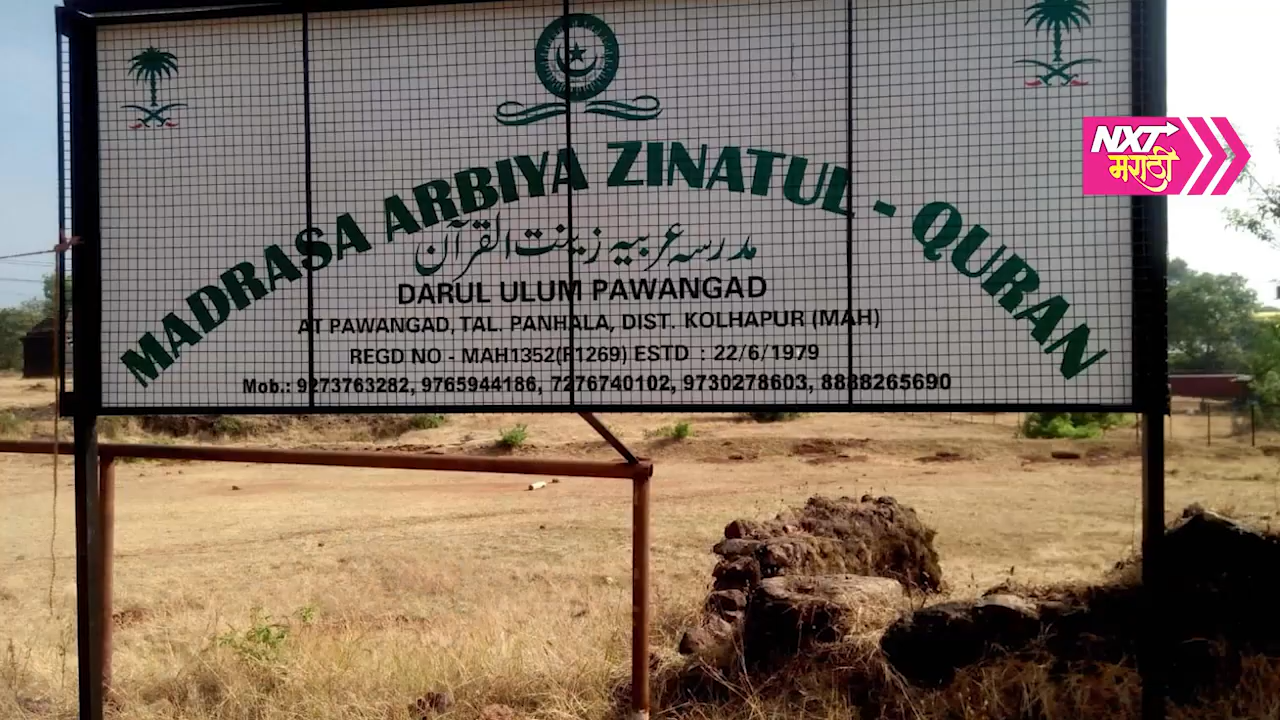 MADRASA ARBIYA ZINATUL - QURAN
مدرسہ عربیہ زینت القرآن
DARUL ULUM PAWANGAD
AT PAWANGAD, TAL. PANHALA, DIST. KOLHAPUR (MAH)
REGD NO - MAH1352(F1269) ESTD : 22/6/1979
Mob.: 9273763282, 9765944186, 7276740102, 9730278603, 8888265690
NXT
मराठी